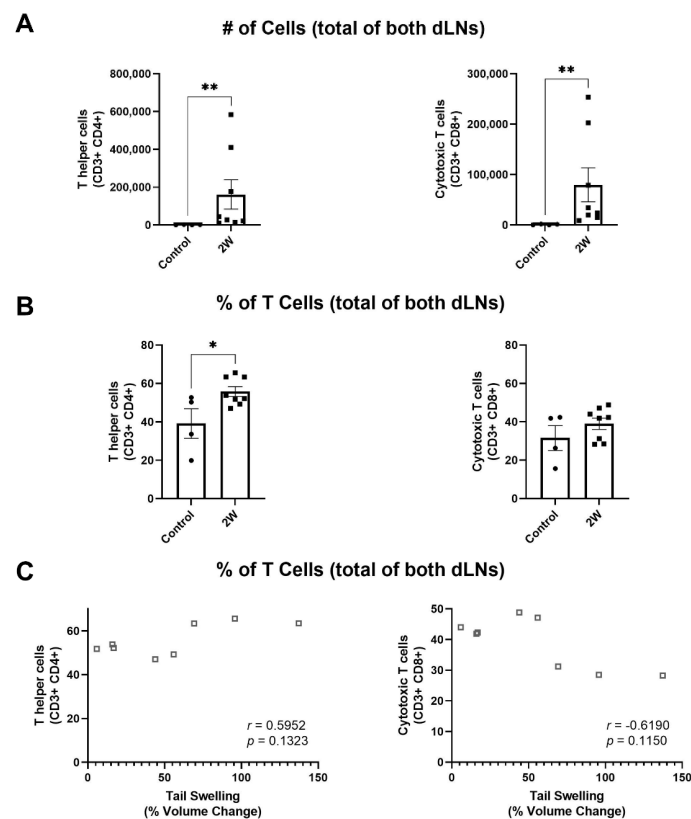 A
# of Cells (total of both dLNs)
T helper cells
(CD3+ CD4+)
800,000
600,000
400,000
200,000
0
**
Control
2W
Cytotoxic T cells
(CD3+ CD8+)
300,000
200,000
100,000
0
**
Control
2W
B
% of T Cells (total of both dLNs)
T helper cells
(CD3+ CD4+)
80
60
40
20
0
*
Control
2W
Cytotoxic T cells
(CD3+ CD8+)
80
60
40
20
0
Control
2W
C
% of T Cells (total of both dLNs)
T helper cells
(CD3+ CD4+)
60
40
20
0
r = 0.5952
p = 0.1323
0
50
100
150
Tail Swelling
(% Volume Change)
Cytotoxic T cells
(CD3+ CD8+)
50
40
30
20
10
0
r = -0.6190
p = 0.1150
0
50
100
150
Tail Swelling
(% Volume Change)